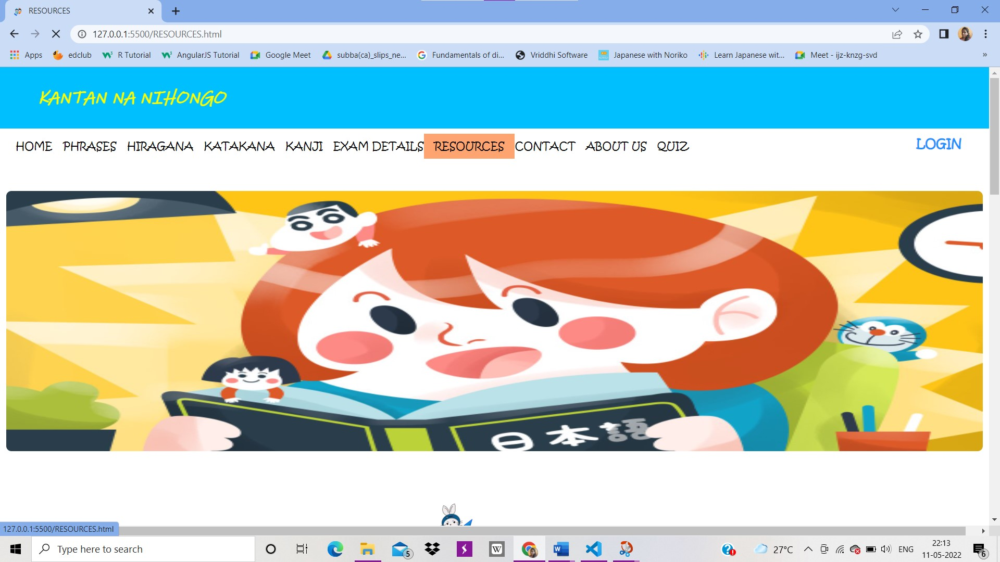 RESOURCES
127.0.0.1:5500/RESOURCES.html
Apps edclub R Tutorial AngularJS Tutorial Google Meet subba(ca)_slips_ne... Fundamentals of di... Vriddhi Software Japanese with Noriko Learn Japanese wit... Meet - ijz-knzg-svd »
KANTAN NA NIHONGO
HOME PHRASES HIRAGANA KATAKANA KANJI EXAM DETAILS RESOURCES CONTACT ABOUT US QUIZ LOGIN
日本語
127.0.0.1:5500/RESOURCES.html
Type here to search 5 27°C ENG 22:13
11-05-2022 6